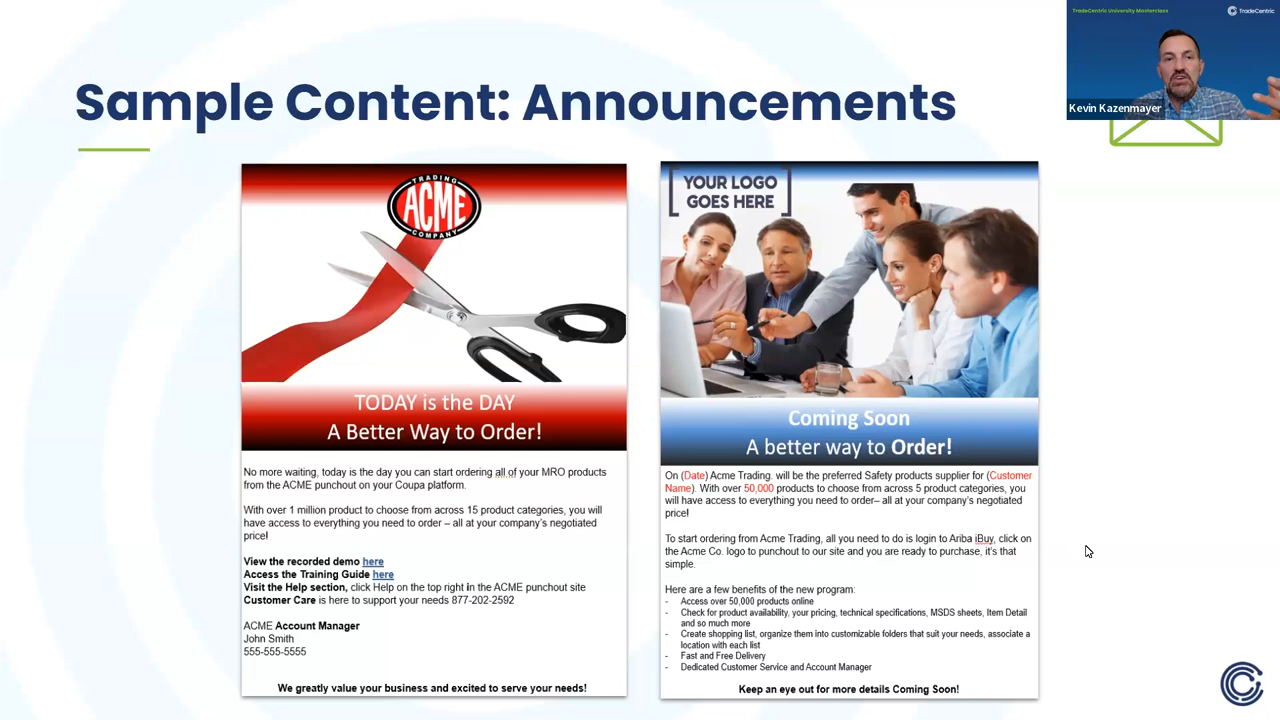 TradeCentric University Masterclass
TradeCentric
Kevin Kazenmayer
Sample Content: Announcements
TRADING
ACME
COMPANY
TODAY is the DAY
A Better Way to Order!
No more waiting, today is the day you can start ordering all of your MRO products
from the ACME punchout on your Coupa platform.
With over 1 million product to choose from across 15 product categories, you will
have access to everything you need to order – all at your company's negotiated
price!
View the recorded demo here
Access the Training Guide here
Visit the Help section, click Help on the top right in the ACME punchout site
Customer Care is here to support your needs 877-202-2592
ACME Account Manager
John Smith
555-555-5555
We greatly value your business and excited to serve your needs!
YOUR LOGO
GOES HERE
Coming Soon
A better way to Order!
On (Date) Acme Trading. will be the preferred Safety products supplier for (Customer
Name). With over 50,000 products to choose from across 5 product categories, you
will have access to everything you need to order– all at your company's negotiated
price!
To start ordering from Acme Trading, all you need to do is login to Ariba iBuy, click on
the Acme Co. logo to punchout to our site and you are ready to purchase, it's that
simple.
Here are a few benefits of the new program:
- Access over 50,000 products online
- Check for product availability, your pricing, technical specifications, MSDS sheets, Item Detail
and so much more
- Create shopping list, organize them into customizable folders that suit your needs, associate a
location with each list
- Fast and Free Delivery
- Dedicated Customer Service and Account Manager
Keep an eye out for more details Coming Soon!